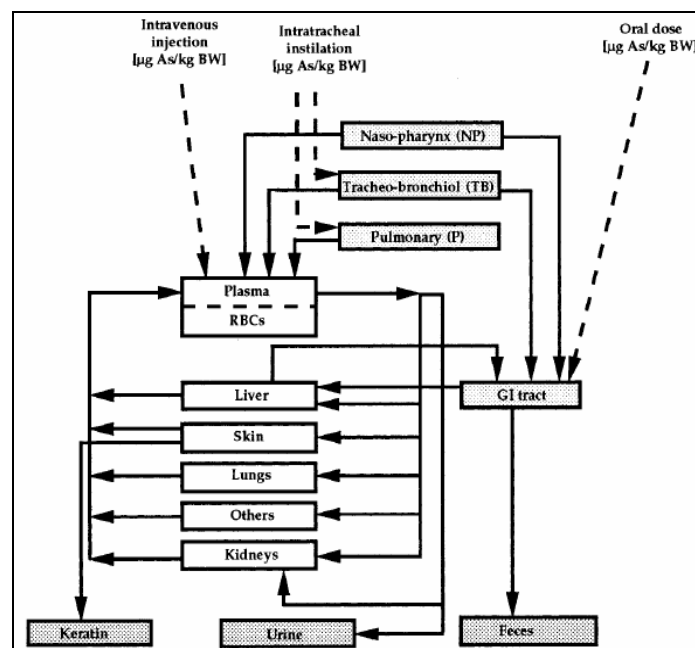 Intravenous
injection
[µg As/kg BW]
Intratracheal
instilation
[µg As/kg BW]
Oral dose
[µg As/kg BW]
Naso-pharynx (NP)
Tracheo-bronchiol (TB)
Pulmonary (P)
Plasma
RBCs
Liver
GI tract
Skin
Lungs
Others
Kidneys
Keratin
Urine
Feces